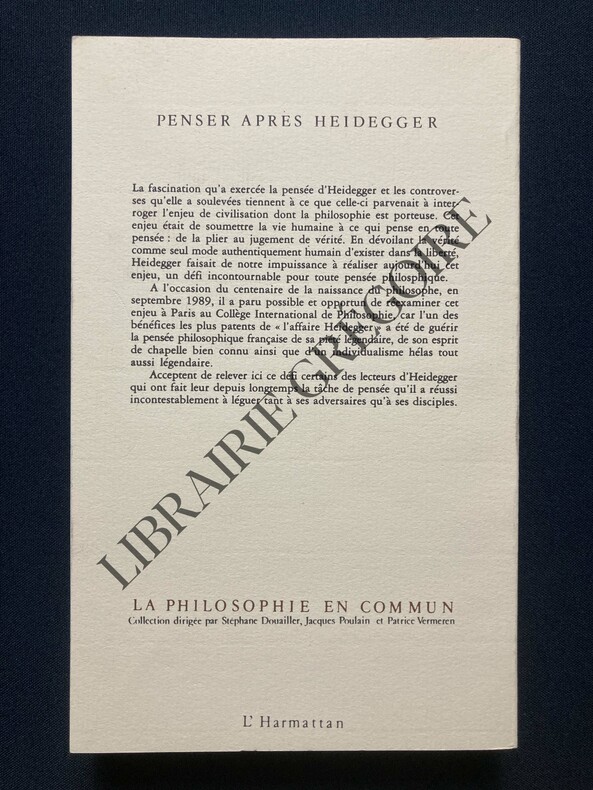 PENSER APRES HEIDEGGER
La fascination qu'a exercée la pensée d'Heidegger et les controver-
ses qu'elle a soulevées tiennent à ce que celle-ci parvenait à inter-
roger l'enjeu de civilisation dont la philosophie est porteuse. Cet
enjeu était de soumettre la vie humaine à ce qui pense en toute
pensée : de la plier au jugement de vérité. En dévoilant la vérité
comme seul mode authentiquement humain d'exister dans la liberté,
Heidegger faisait de notre impuissance à réaliser aujourd'hui cet
enjeu, un défi incontournable pour toute pensée philosphique.
A l'occasion du centenaire de la naissance du philosophe, en
septembre 1989, il a paru possible et opportun de réexaminer cet
enjeu à Paris au Collège International de Philosophie, car l'un des
bénéfices les plus patents de « l'affaire Heidegger » a été de guérir
la pensée philosophique française de sa piété légendaire, de son esprit
de chapelle bien connu ainsi que d'un individualisme hélas tout
aussi légendaire.
Acceptent de relever ici ce défi certains des lecteurs d'Heidegger
qui ont fait leur depuis longtemps la tâche de pensée qu'il a réussi
incontestablement à léguer tant à ses adversaires qu'à ses disciples.
LIBRAIRIE GREGOIRE
LA PHILOSOPHIE EN COMMUN
Collection dirigée par Stéphane Douailler, Jacques Poulain et Patrice Vermeren
L'Harmattan